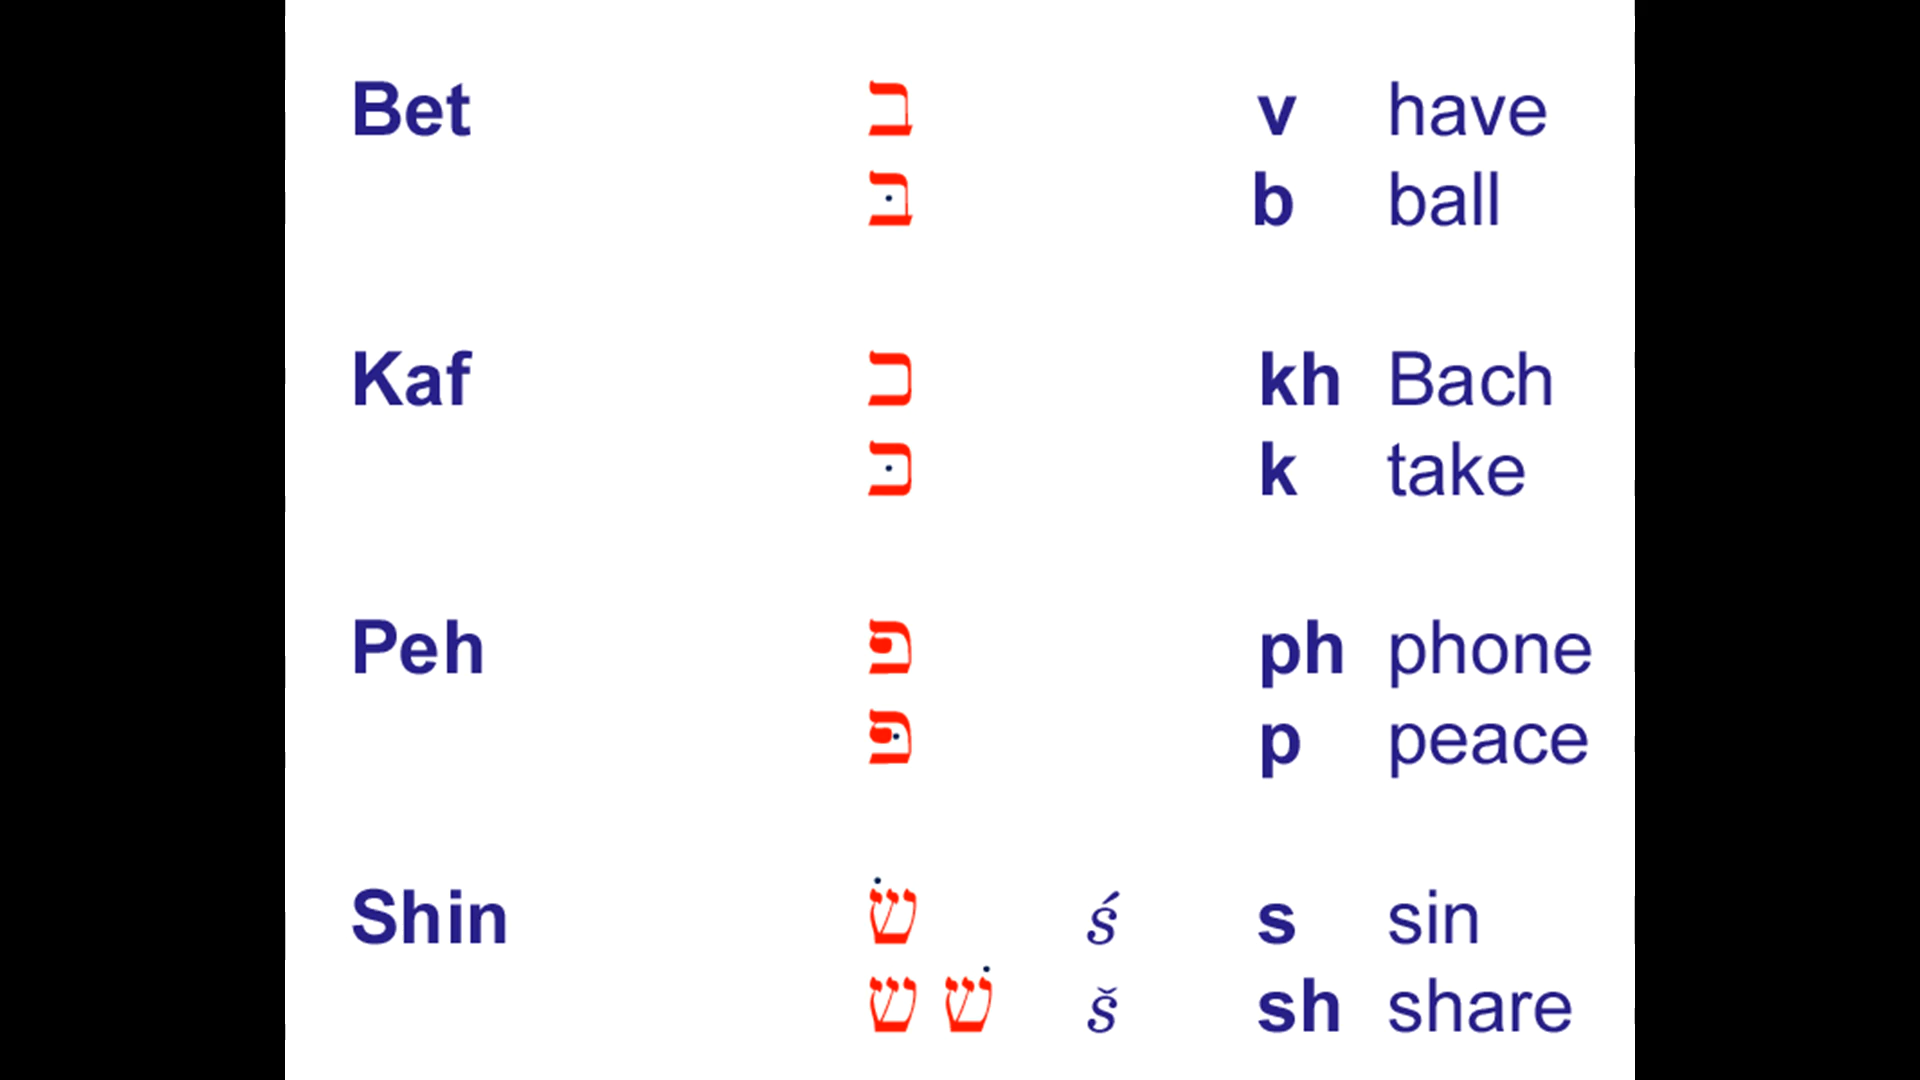 Bet ב v have
בּ b ball
Kaf כ kh Bach
כּ k take
Peh פ ph phone
פּ p peace
Shin שׂ ś s sin
ש שׁ š sh share